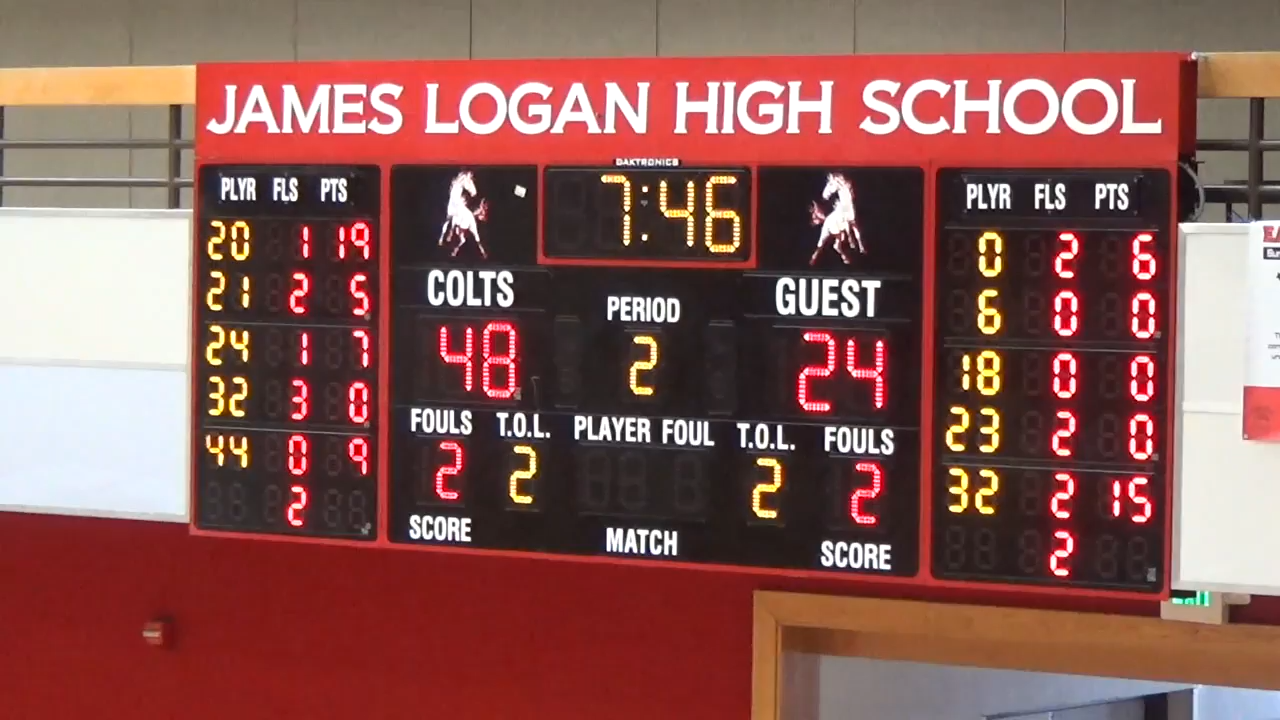 JAMES LOGAN HIGH SCHOOL
DAKTRONICS
PLYR FLS PTS
20 1 19
21 2 5
24 1 7
32 3 0
44 0 9
2
7:46
COLTS PERIOD GUEST
48 2 24
FOULS T.O.L. PLAYER FOUL T.O.L. FOULS
2 2 2 2
SCORE MATCH SCORE
PLYR FLS PTS
0 2 6
6 0 0
18 0 0
23 2 0
32 2 15
2
EXIT